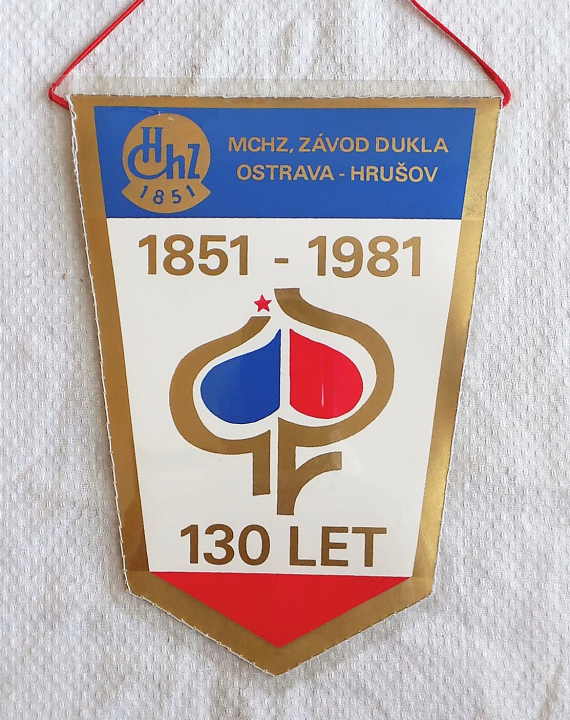 MCHZ
1851
MCHZ, ZÁVOD DUKLA
OSTRAVA - HRUŠOV
1851 - 1981
130 LET